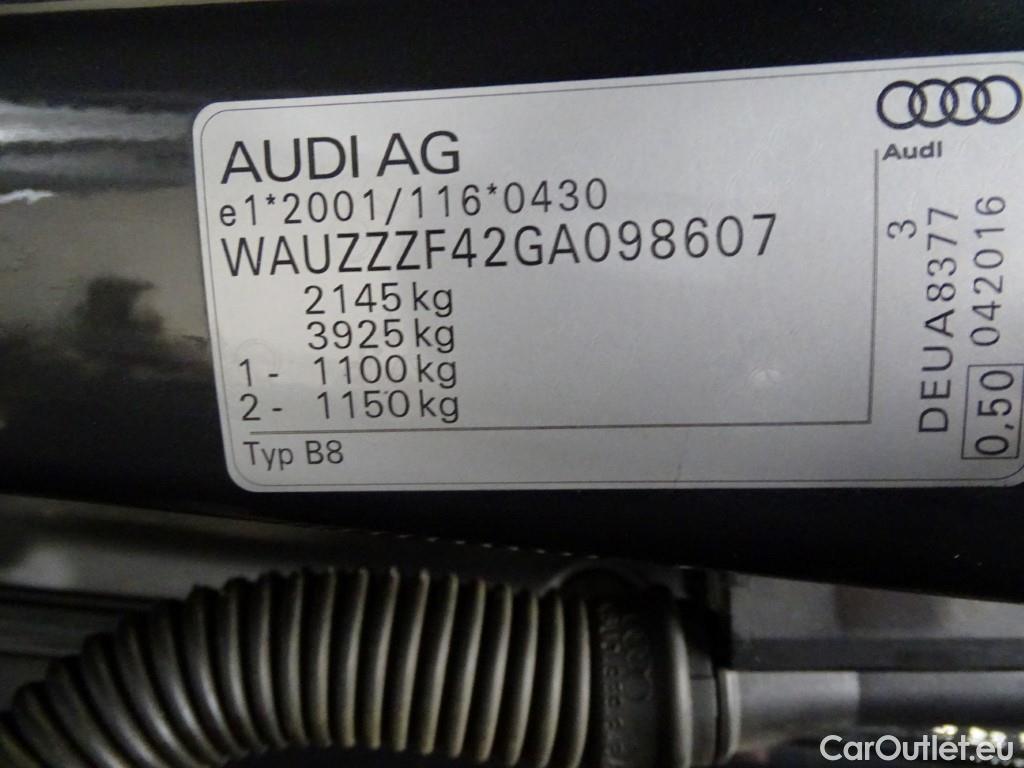 AUDI AG
e1*2001/116*0430
WAUZZZF42GA098607
2145 kg
3925 kg
1 - 1100 kg
2 - 1150 kg
Typ B8
Audi
3
DEUA8377
042016
0,50
CarOutlet.eu